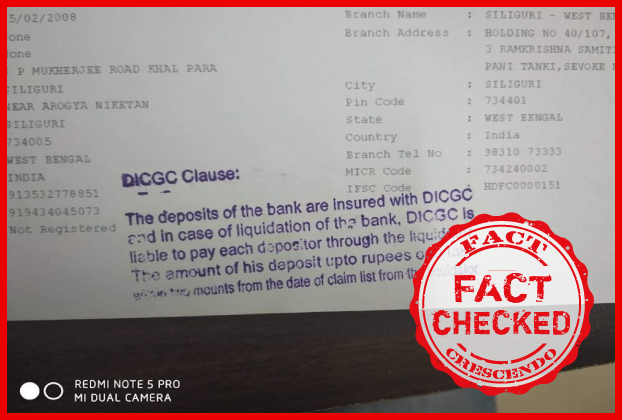 5/02/2008
one
one
P MUKHERJEE ROAD KHAL PARA
SILIGURI
NEAR AROGYA NIKETAN
SILIGURI
734005
WEST BENGAL
INDIA
913532778851
919434045073
Not Registered
Branch Name : SILIGURI - WEST BE
Branch Address : HOLDING NO 40/107,
3 RAMKRISHNA SAMIT
PANI TANKI, SEVOKE
City : SILIGURI
Pin Code : 734401
State : WEST BENGAL
Country : India
Branch Tel No : 98310 73333
MICR Code : 734240002
IFSC Code : HDFC0000151
DICGC Clause:
The deposits of the bank are insured with DICGC
and in case of liquidation of the bank, DICGC is
liable to pay each depositor through the liquid
The amount of his deposit upto rupees
two mounts from the date of claim list from the
FACT
FACT
CHECKED
CRESCENDO
REDMI NOTE 5 PRO
MI DUAL CAMERA